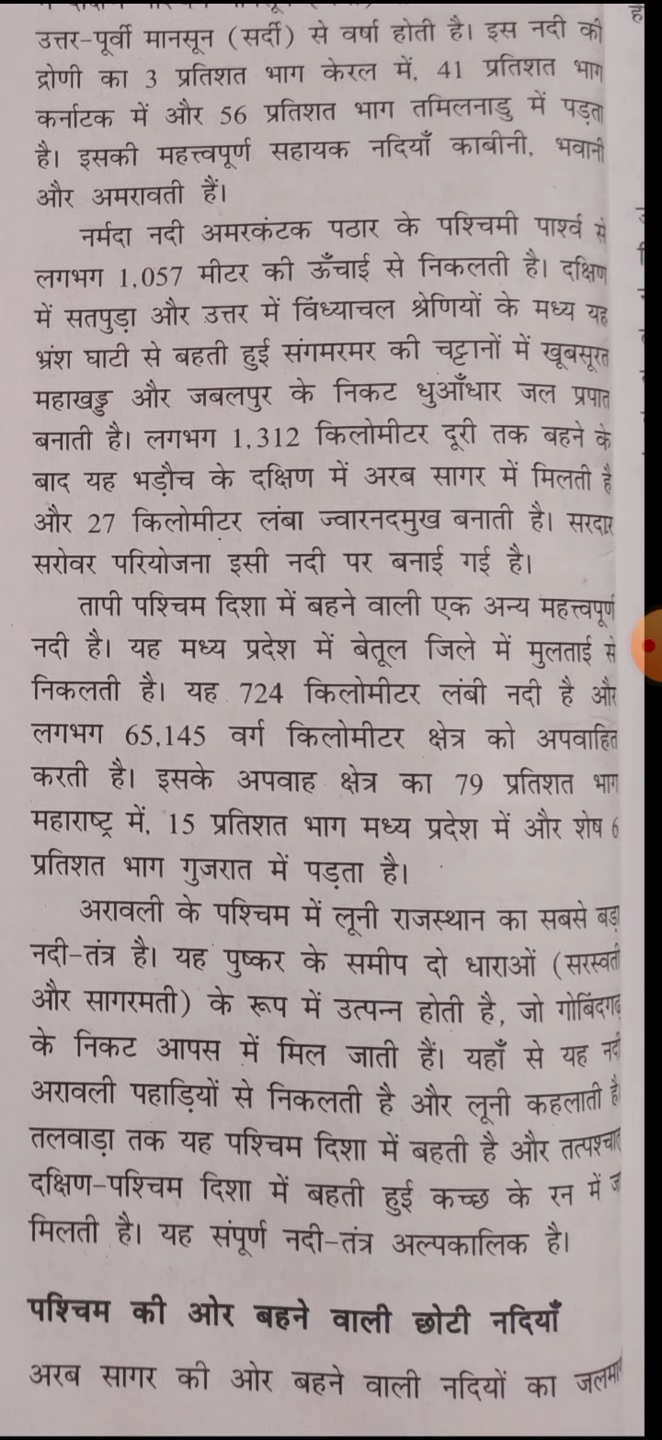 उत्तर-पूर्वी मानसून (सर्दी) से वर्षा होती है। इस नदी की
द्रोणी का 3 प्रतिशत भाग केरल में, 41 प्रतिशत भाग
कर्नाटक में और 56 प्रतिशत भाग तमिलनाडु में पड़ता
है। इसकी महत्त्वपूर्ण सहायक नदियाँ काबीनी, भवानी
और अमरावती हैं।
नर्मदा नदी अमरकंटक पठार के पश्चिमी पार्श्व से
लगभग 1,057 मीटर की ऊँचाई से निकलती है। दक्षिण
में सतपुड़ा और उत्तर में विंध्याचल श्रेणियों के मध्य यह
भ्रंश घाटी से बहती हुई संगमरमर की चट्टानों में खूबसूरत
महाखड्ड और जबलपुर के निकट धुआँधार जल प्रपात
बनाती है। लगभग 1,312 किलोमीटर दूरी तक बहने के
बाद यह भड़ौच के दक्षिण में अरब सागर में मिलती है
और 27 किलोमीटर लंबा ज्वारनदमुख बनाती है। सरदार
सरोवर परियोजना इसी नदी पर बनाई गई है।
तापी पश्चिम दिशा में बहने वाली एक अन्य महत्त्वपूर्ण
नदी है। यह मध्य प्रदेश में बेतूल जिले में मुलताई से
निकलती है। यह 724 किलोमीटर लंबी नदी है और
लगभग 65,145 वर्ग किलोमीटर क्षेत्र को अपवाहित
करती है। इसके अपवाह क्षेत्र का 79 प्रतिशत भाग
महाराष्ट्र में, 15 प्रतिशत भाग मध्य प्रदेश में और शेष 6
प्रतिशत भाग गुजरात में पड़ता है।
अरावली के पश्चिम में लूनी राजस्थान का सबसे बड़ा
नदी-तंत्र है। यह पुष्कर के समीप दो धाराओं (सरस्वती
और सागरमती) के रूप में उत्पन्न होती है, जो गोबिंदगढ़
के निकट आपस में मिल जाती हैं। यहाँ से यह नदी
अरावली पहाड़ियों से निकलती है और लूनी कहलाती है।
तलवाड़ा तक यह पश्चिम दिशा में बहती है और तत्पश्चात
दक्षिण-पश्चिम दिशा में बहती हुई कच्छ के रन में
मिलती है। यह संपूर्ण नदी-तंत्र अल्पकालिक है।
पश्चिम की ओर बहने वाली छोटी नदियाँ
अरब सागर की ओर बहने वाली नदियों का